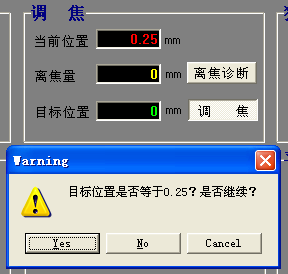 调 焦
当前位置 0.25 mm
离焦量 0 mm 离焦诊断
目标位置 0 mm 调 焦
Warning
目标位置是否等于0.25？是否继续？
Yes No Cancel